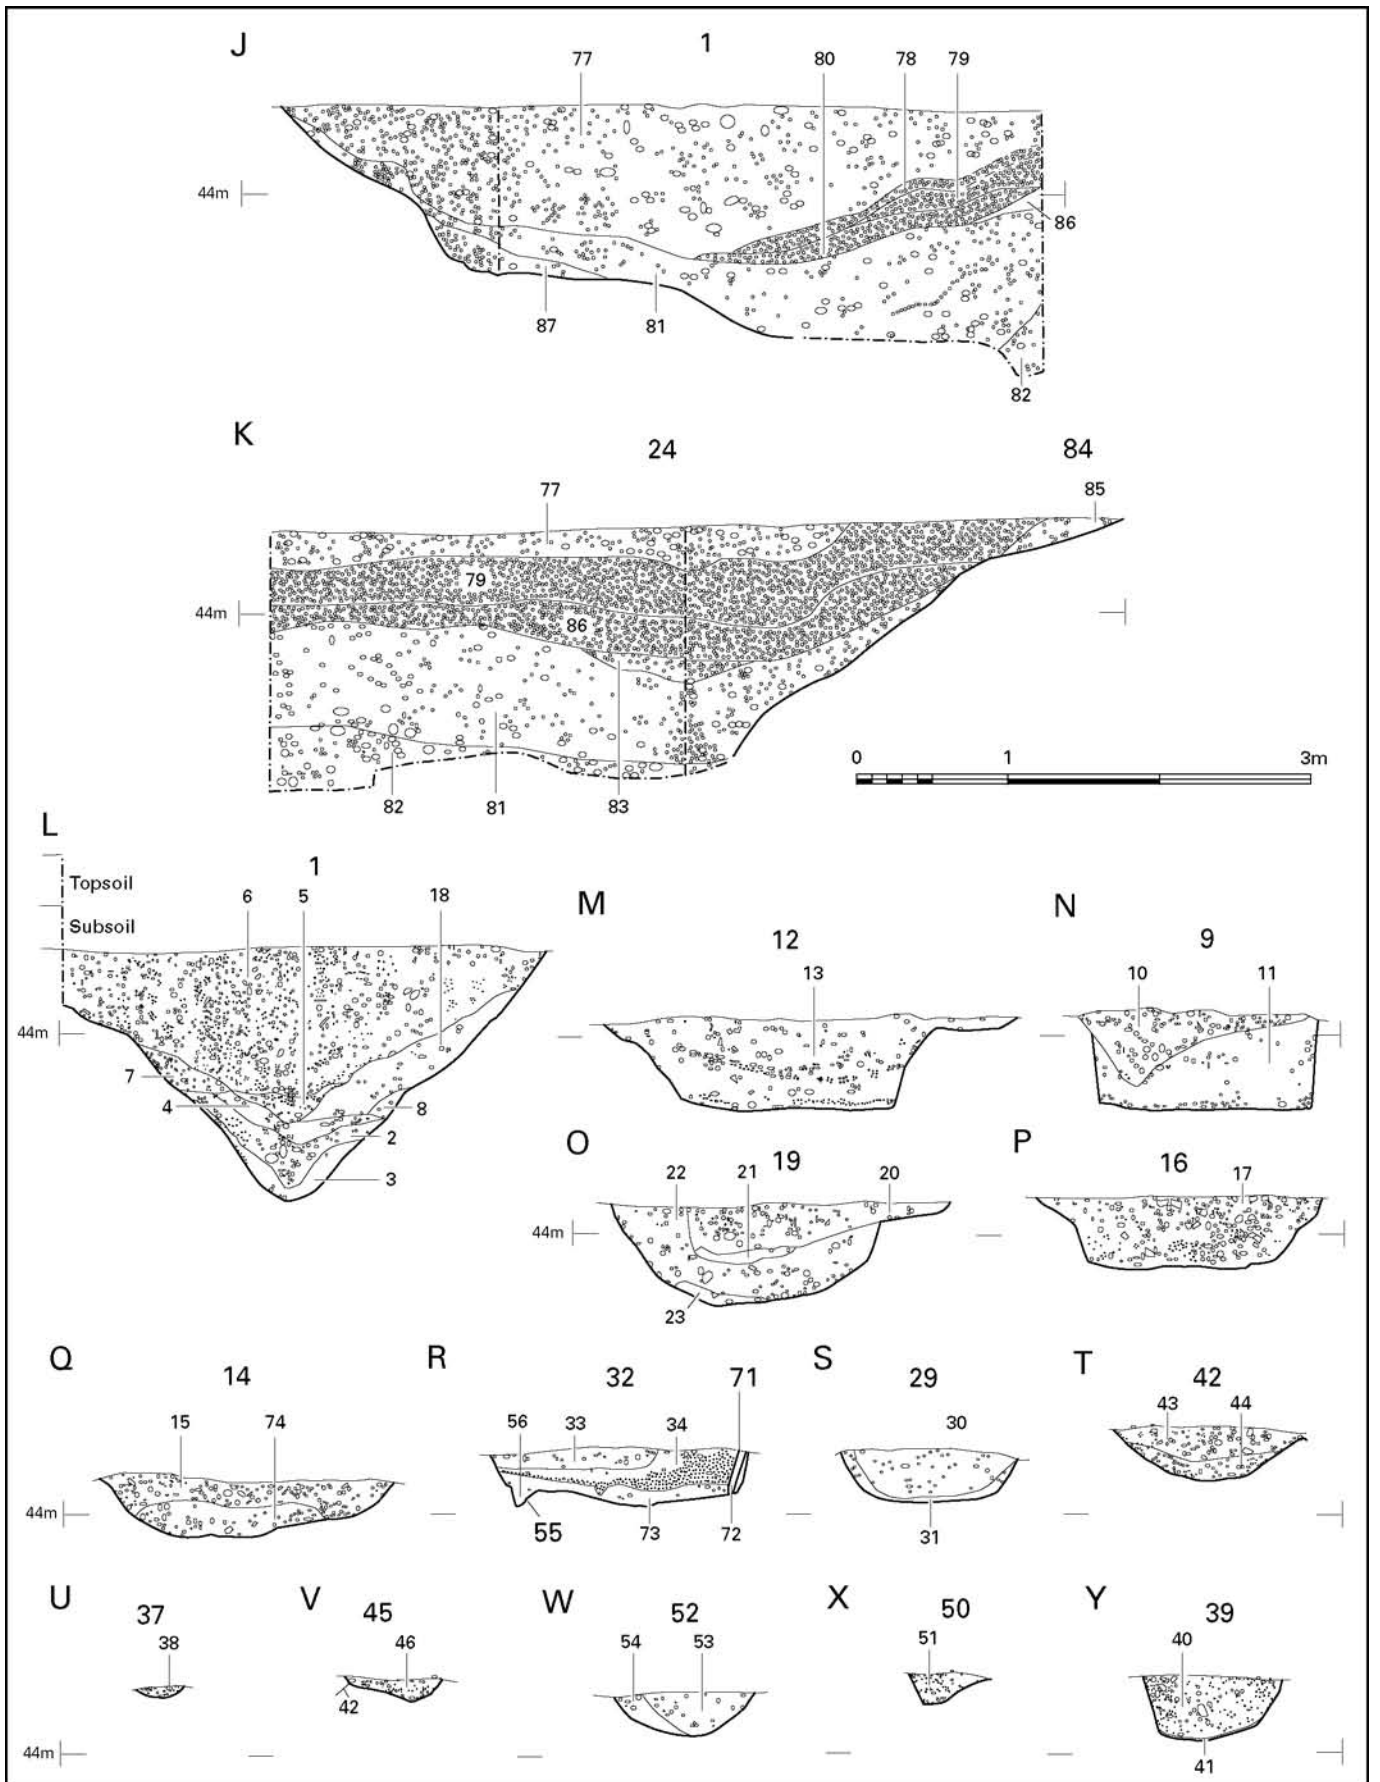 J 1
77 80 78 79
44m
86
87 81
82
K 24 84
77 85
79
44m
86
0 1 3m
82 81 83
L
1
Topsoil
6 5 18
Subsoil
44m
7
4
8
2
3
M
12
13
N
9
10 11
O
19
22 21 20
44m
23
P
16 17
Q
14
15 74
44m
R
32 71
56 33 34
55 73 72
S
29
30
31
T
42
43 44
U
37
38
44m
V
45
46
42
W
52
54 53
X
50
51
Y
39
40
41